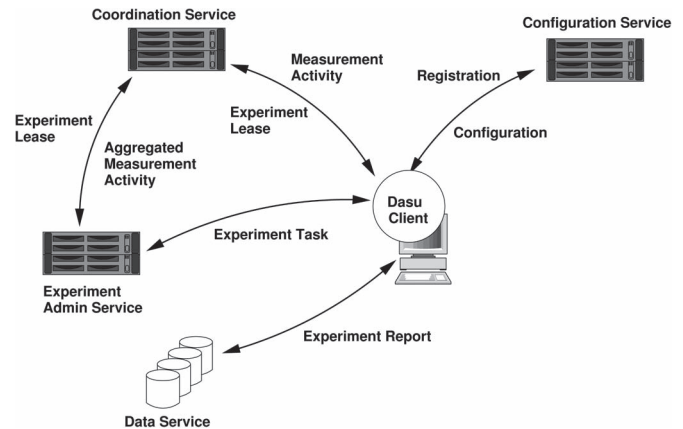 Coordination Service
Configuration Service
Measurement
Activity
Registration
Experiment
Lease
Experiment
Lease
Configuration
Aggregated
Measurement
Activity
Dasu
Client
Experiment Task
Experiment
Admin Service
Experiment Report
Data Service